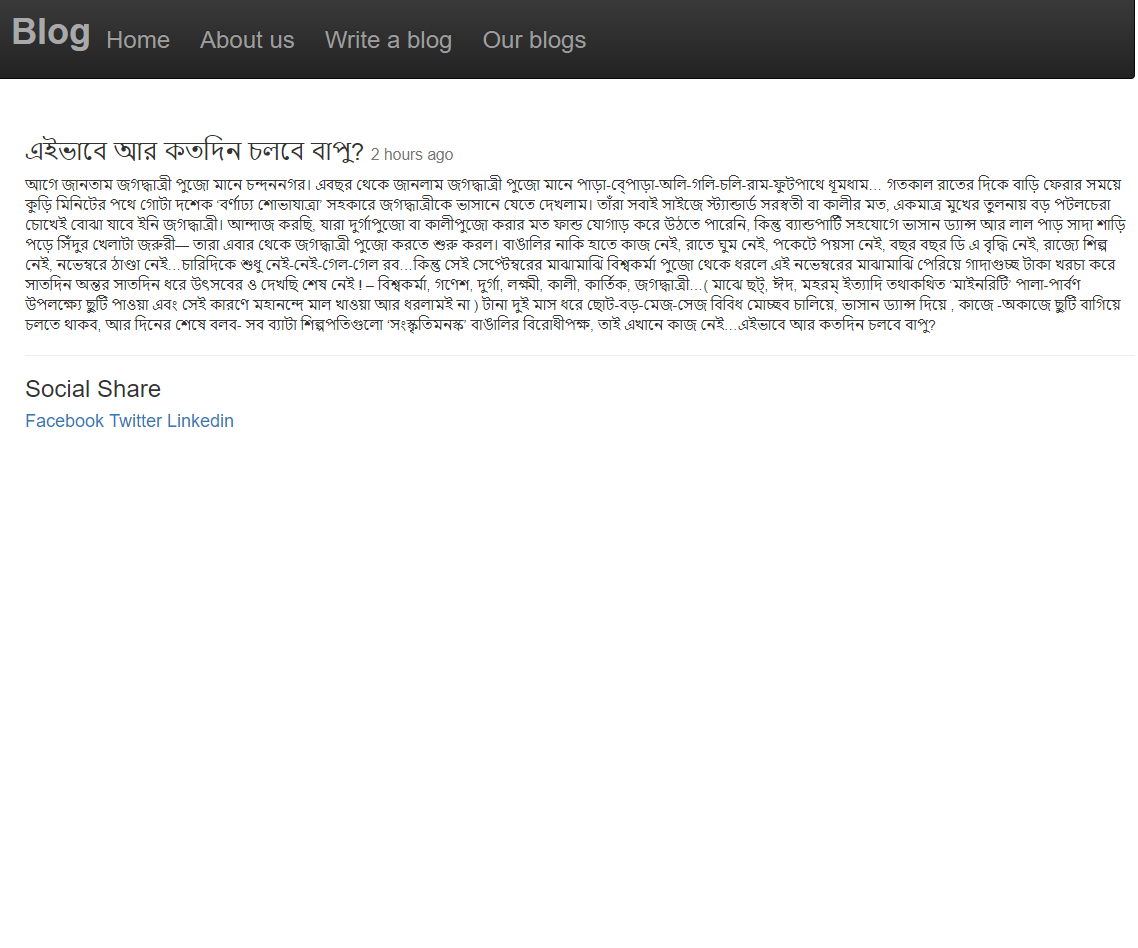 Blog Home About us Write a blog Our blogs
এইভাবে আর কতদিন চলবে বাপু? 2 hours ago
আগে জানতাম জগদ্ধাত্রী পুজো মানে চন্দননগর। এবছর থেকে জানলাম জগদ্ধাত্রী পুজো মানে পাড়া-বে্পাড়া-অলি-গলি-চলি-রাম-ফুটপাথে ধূমধাম… গতকাল রাতের দিকে বাড়ি ফেরার সময়ে
কুড়ি মিনিটের পথে গোটা দশেক ‘বর্ণাঢ্য শোভাযাত্রা’ সহকারে জগদ্ধাত্রীকে ভাসানে যেতে দেখলাম। তাঁরা সবাই সাইজে স্ট্যান্ডার্ড সরস্বতী বা কালীর মত, একমাত্র মুখের তুলনায় বড় পটলচেরা
চোখেই বোঝা যাবে ইনি জগদ্ধাত্রী। আন্দাজ করছি, যারা দুর্গাপুজো বা কালীপুজো করার মত ফান্ড যোগাড় করে উঠতে পারেনি, কিন্তু ব্যান্ডপার্টি সহযোগে ভাসান ড্যান্স আর লাল পাড় সাদা শাড়ি
পড়ে সিঁদুর খেলাটা জরুরী— তারা এবার থেকে জগদ্ধাত্রী পুজো করতে শুরু করল। বাঙালির নাকি হাতে কাজ নেই, রাতে ঘুম নেই, পকেটে পয়সা নেই, বছর বছর ডি এ বৃদ্ধি নেই, রাজ্যে শিল্প
নেই, নভেম্বরে ঠাণ্ডা নেই…চারিদিকে শুধু নেই-নেই-গেল-গেল রব…কিন্তু সেই সেপ্টেম্বরের মাঝামাঝি বিশ্বকর্মা পুজো থেকে ধরলে এই নভেম্বরের মাঝামাঝি পেরিয়ে গাদাগুচ্ছ টাকা খরচা করে
সাতদিন অন্তর সাতদিন ধরে উৎসবের ও দেখছি শেষ নেই ! – বিশ্বকর্মা, গণেশ, দুর্গা, লক্ষ্মী, কালী, কার্তিক, জগদ্ধাত্রী…( মাঝে ছট্, ঈদ, মহরম্ ইত্যাদি তথাকথিত ‘মাইনরিটি’ পালা-পার্বণ
উপলক্ষ্যে ছুটি পাওয়া এবং সেই কারণে মহানন্দে মাল খাওয়া আর ধরলামই না ) টানা দুই মাস ধরে ছোট-বড়-মেজ-সেজ বিবিধ মোচ্ছব চালিয়ে, ভাসান ড্যান্স দিয়ে , কাজে -অকাজে ছুটি বাগিয়ে
চলতে থাকব, আর দিনের শেষে বলব- সব ব্যাটা শিল্পপতিগুলো ‘সংস্কৃতিমনস্ক’ বাঙালির বিরোধীপক্ষ, তাই এখানে কাজ নেই…এইভাবে আর কতদিন চলবে বাপু?
Social Share
Facebook Twitter Linkedin